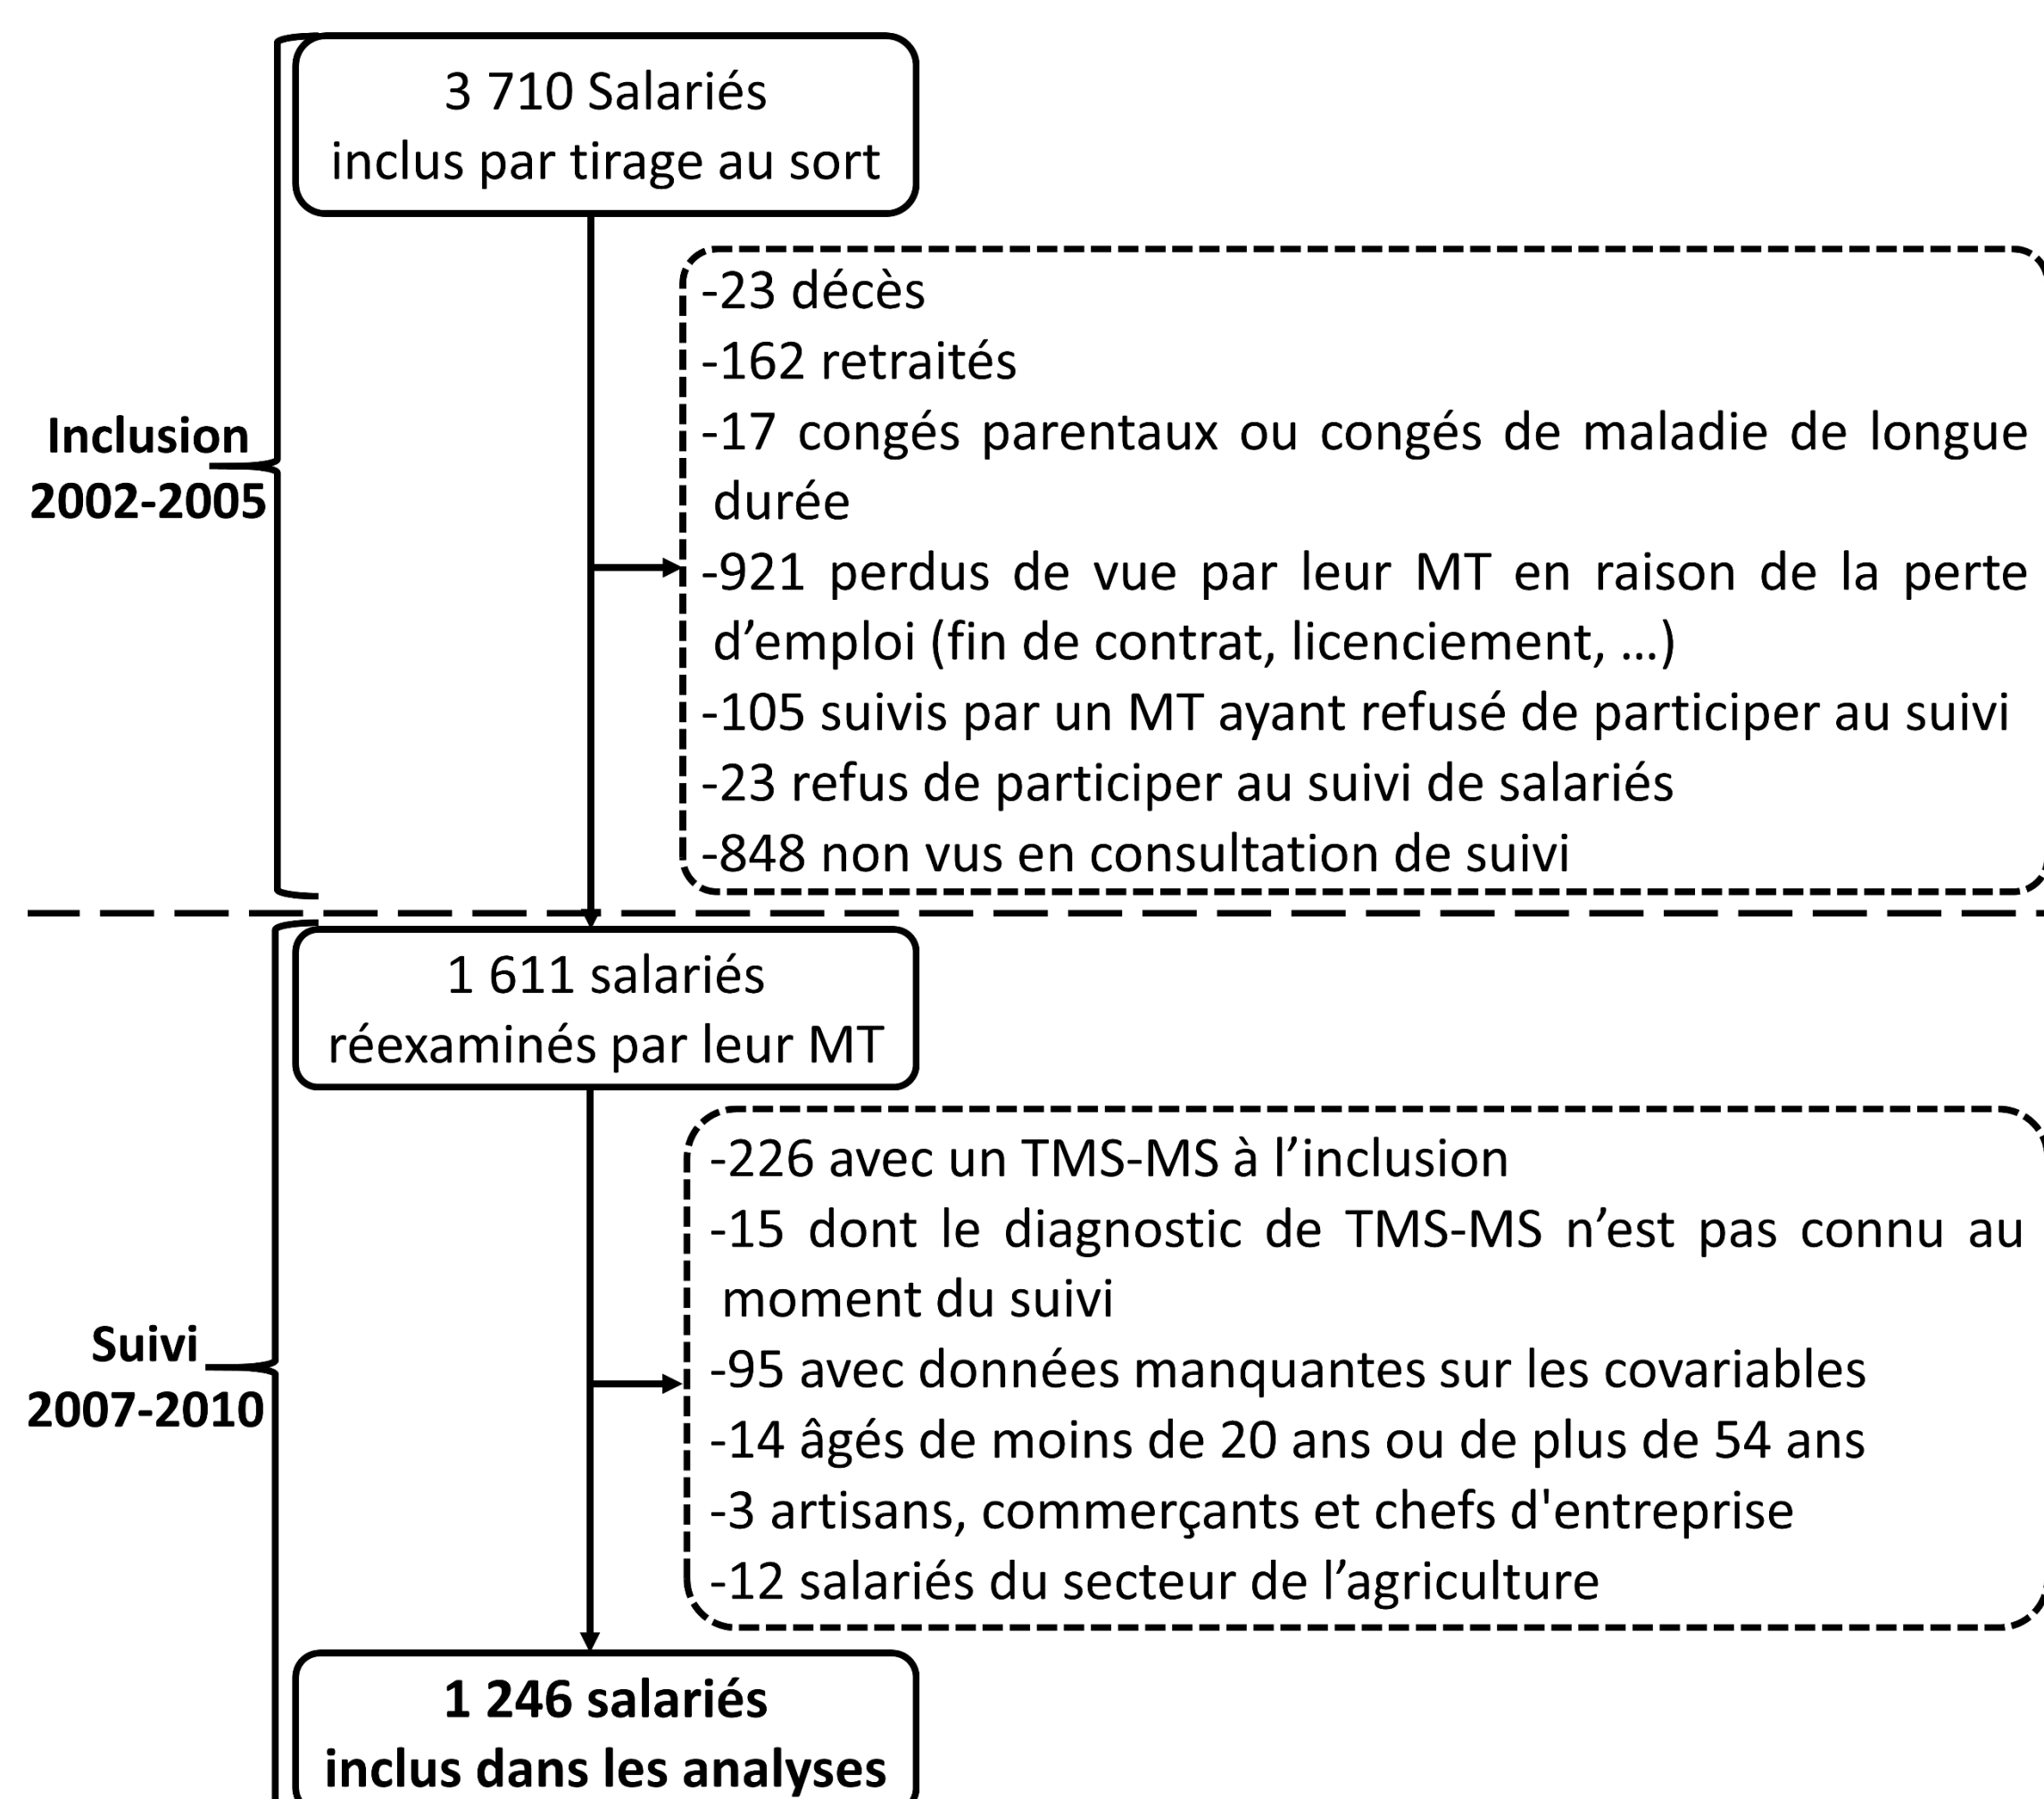 3 710 Salariés
inclus par tirage au sort
-23 décès
-162 retraités
-17 congés parentaux ou congés de maladie de longue
durée
-921 perdus de vue par leur MT en raison de la perte
d’emploi (fin de contrat, licenciement, ...)
-105 suivis par un MT ayant refusé de participer au suivi
-23 refus de participer au suivi de salariés
-848 non vus en consultation de suivi
Inclusion
2002-2005
1 611 salariés
réexaminés par leur MT
-226 avec un TMS-MS à l’inclusion
-15 dont le diagnostic de TMS-MS n’est pas connu au
moment du suivi
-95 avec données manquantes sur les covariables
-14 âgés de moins de 20 ans ou de plus de 54 ans
-3 artisans, commerçants et chefs d'entreprise
-12 salariés du secteur de l’agriculture
Suivi
2007-2010
1 246 salariés
inclus dans les analyses